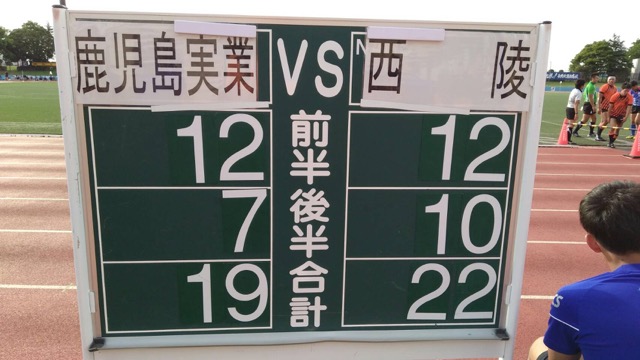 鹿児島実業 VS 西 陵
12 前半 12
7 後半 10
19 合計 22